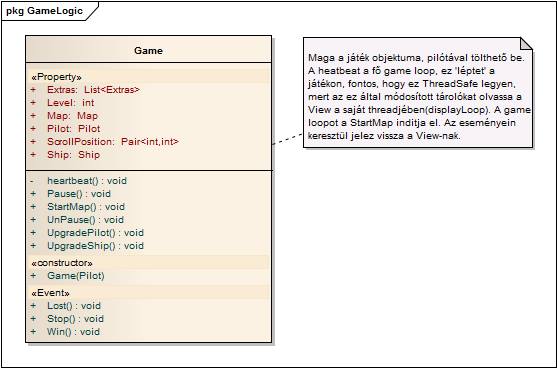 pkg GameLogic
Game
«Property»
+ Extras: List<Extras>
+ Level: int
+ Map: Map
+ Pilot: Pilot
+ ScrollPosition: Pair<int,int>
+ Ship: Ship
- heartbeat() : void
+ Pause() : void
+ StartMap() : void
+ UnPause() : void
+ UpgradePilot() : void
+ UpgradeShip() : void
«constructor»
+ Game(Pilot)
«Event»
+ Lost() : void
+ Stop() : void
+ Win() : void
Maga a játék objektuma, pilótával tölthető be.
A heatbeat a fő game loop, ez 'léptet' a
játékon, fontos, hogy ez ThreadSafe legyen,
mert az ez által módosított tárolókat olvassa a
View a saját threadjében(displayLoop). A game
loopot a StartMap inditja el. Az eseményein
keresztül jelez vissza a View-nak.